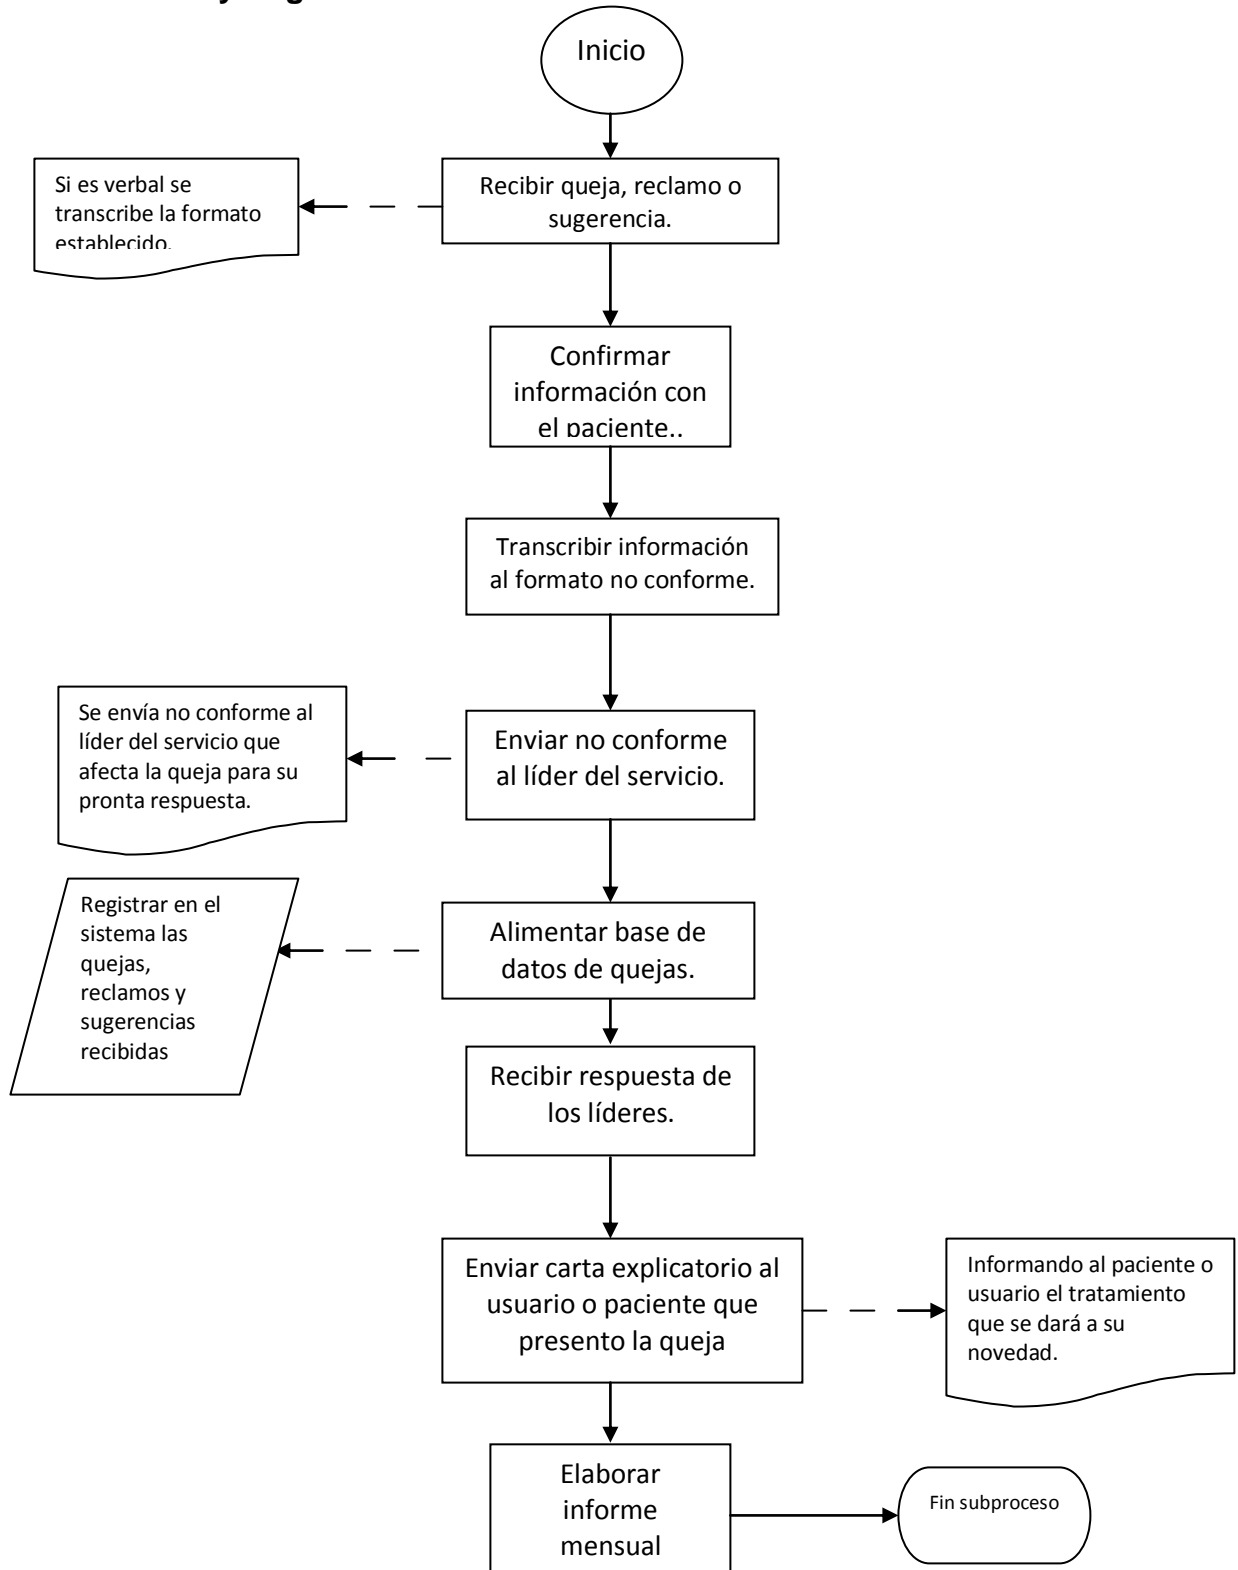 Inicio
Si es verbal se
transcribe la formato
establecido.
Recibir queja, reclamo o
sugerencia.
Confirmar
información con
el paciente..
Transcribir información
al formato no conforme.
Se envía no conforme al
líder del servicio que
afecta la queja para su
pronta respuesta.
Enviar no conforme
al líder del servicio.
Registrar en el
sistema las
quejas,
reclamos y
sugerencias
recibidas
Alimentar base de
datos de quejas.
Recibir respuesta de
los líderes.
Enviar carta explicatorio al
usuario o paciente que
presento la queja
Informando al paciente o
usuario el tratamiento
que se dará a su
novedad.
Elaborar
informe
mensual
Fin subproceso